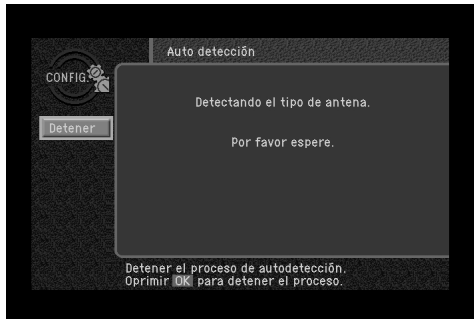 Auto detección
CONFIG.
Detectando el tipo de antena.
Detener
Por favor espere.
Detener el proceso de autodetección.
Oprimir OK para detener el proceso.